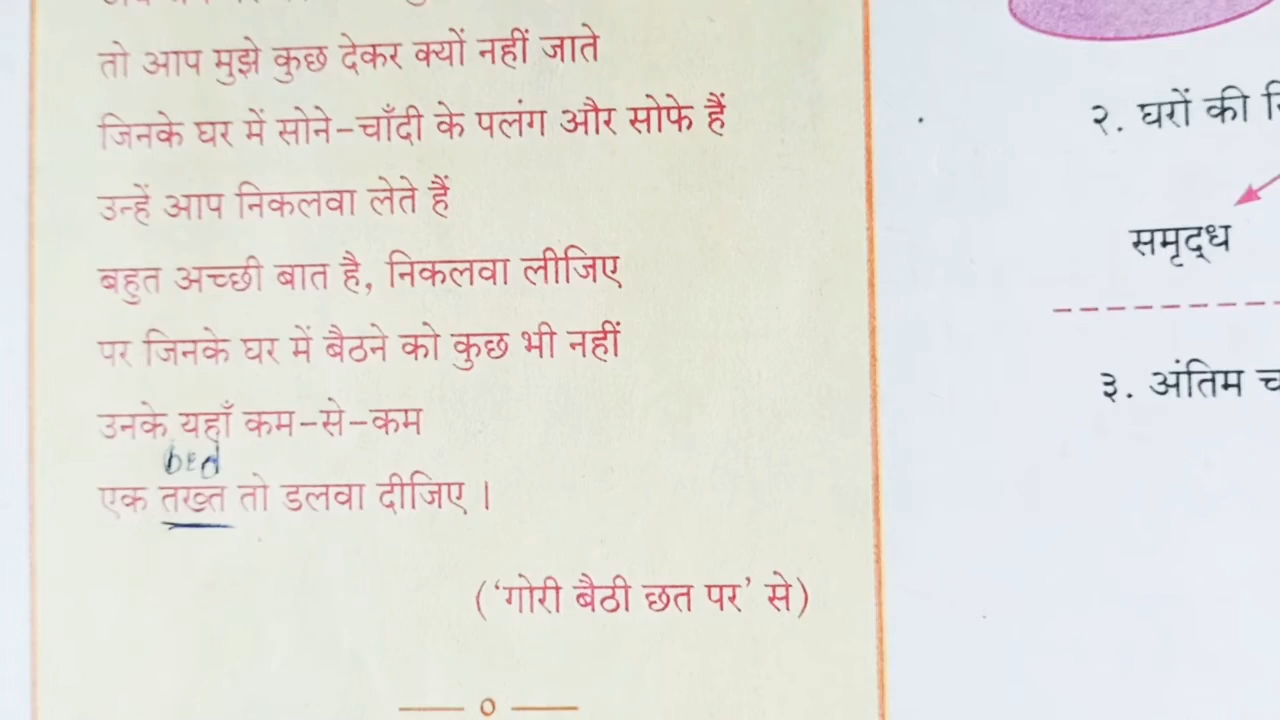 तो आप मुझे कुछ देकर क्यों नहीं जाते
जिनके घर में सोने-चाँदी के पलंग और सोफे हैं
उन्हें आप निकलवा लेते हैं
बहुत अच्छी बात है, निकलवा लीजिए
पर जिनके घर में बैठने को कुछ भी नहीं
उनके यहाँ कम-से-कम
bed
एक तख्त तो डलवा दीजिए ।
('गोरी बैठी छत पर' से)
२. घरों की
समृद्ध
३. अंतिम